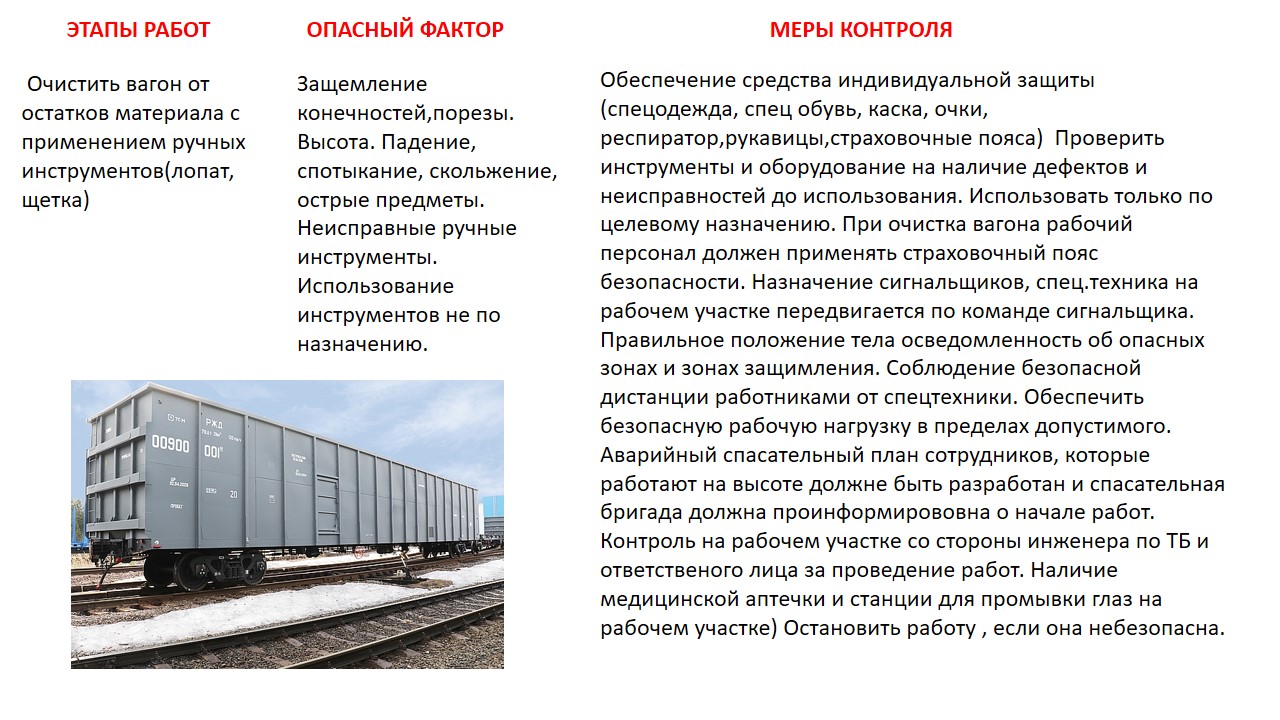 ЭТАПЫ РАБОТ
ОПАСНЫЙ ФАКТОР
МЕРЫ КОНТРОЛЯ
Очистить вагон от
остатков материала с
применением ручных
инструментов(лопат,
щетка)
Защемление
конечностей,порезы.
Высота. Падение,
спотыкание, скольжение,
острые предметы.
Неисправные ручные
инструменты.
Использование
инструментов не по
назначению.
Обеспечение средства индивидуальной защиты
(спецодежда, спец обувь, каска, очки,
респиратор,рукавицы,страховочные пояса)  Проверить
инструменты и оборудование на наличие дефектов и
неисправностей до использования. Использовать только по
целевому назначению. При очистка вагона рабочий
персонал должен применять страховочный пояс
безопасности. Назначение сигнальщиков, спец.техника на
рабочем участке передвигается по команде сигнальщика.
Правильное положение тела осведомленность об опасных
зонах и зонах защимления. Соблюдение безопасной
дистанции работниками от спецтехники. Обеспечить
безопасную рабочую нагрузку в пределах допустимого.
Аварийный спасательный план сотрудников, которые
работают на высоте должне быть разработан и спасательная
бригада должна проинформирововна о начале работ.
Контроль на рабочем участке со стороны инженера по ТБ и
ответственого лица за проведение работ. Наличие
медицинской аптечки и станции для промывки глаз на
рабочем участке) Остановить работу , если она небезопасна.
РЖД
00900
001
20